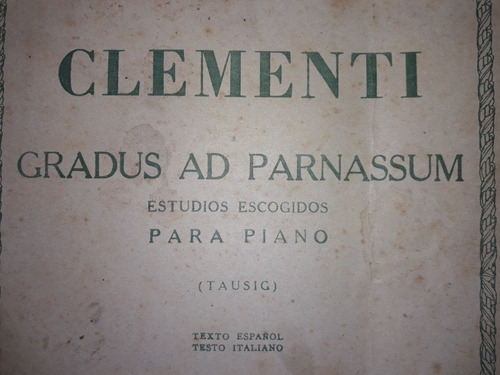 CLEMENTI
GRADUS AD PARNASSUM
ESTUDIOS ESCOGIDOS
PARA PIANO
(TAUSIG)
TEXTO ESPAÑOL
TESTO ITALIANO